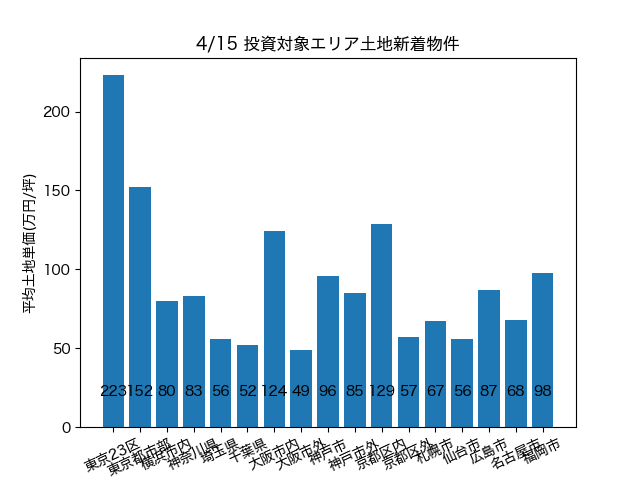 4/15 投資対象エリア土地新着物件
平均土地単価(万円/坪)
200
150
100
50
0
223 152 80 83 56 52 124 49 96 85 129 57 67 56 87 68 98
東京23区
東京都市部
横浜市内
神奈川県
埼玉県
千葉県
大阪市内
大阪市外
神戸市
神戸市外
京都区内
京都区外
札幌市
仙台市
広島市
名古屋市
福岡市